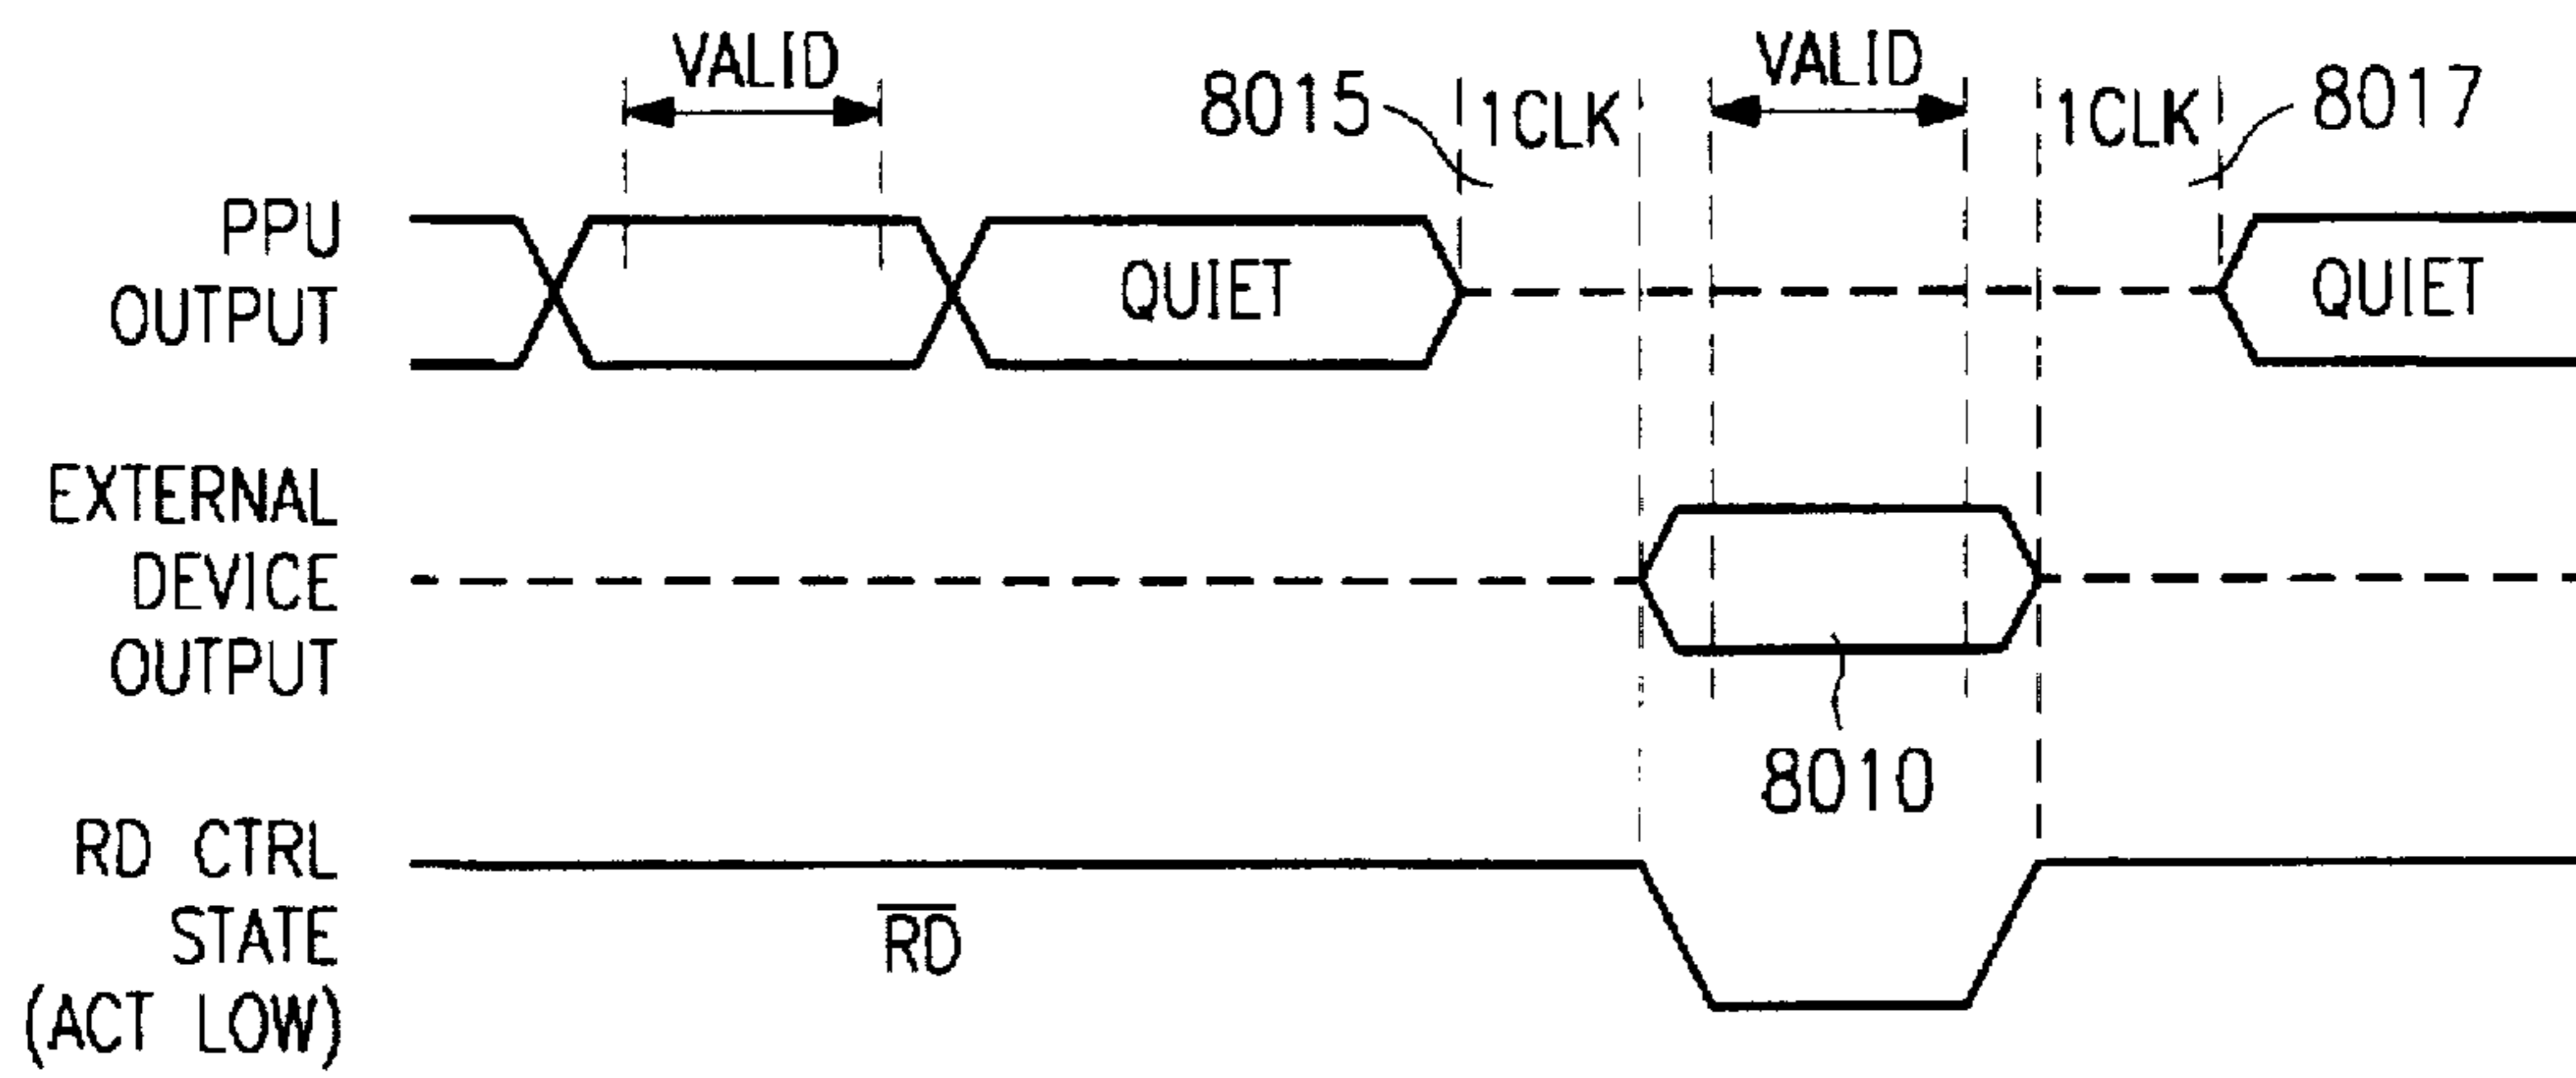 VALID
VALID
8015
1CLK
1CLK
8017
PPU
OUTPUT
QUIET
QUIET
EXTERNAL
DEVICE
OUTPUT
8010
RD CTRL
STATE
(ACT LOW)
R̅D̅